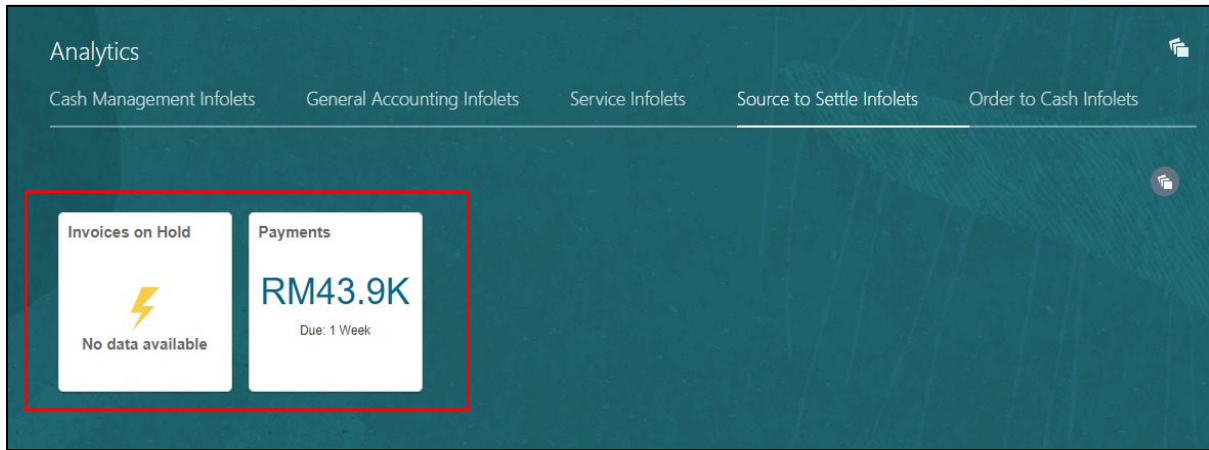 Analytics
Cash Management Infolets
General Accounting Infolets
Service Infolets
Source to Settle Infolets
Order to Cash Infolets
Invoices on Hold
No data available
Payments
RM43.9K
Due: 1 Week